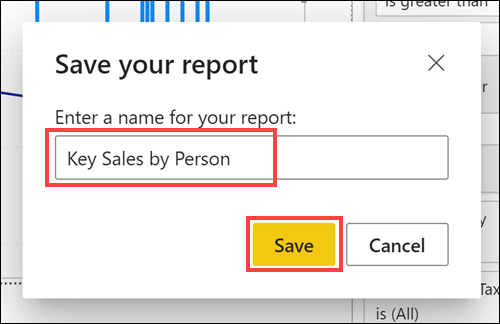 is greater than
Save your report
Enter a name for your report:
Key Sales by Person
Save
Cancel
Tax
is (All)